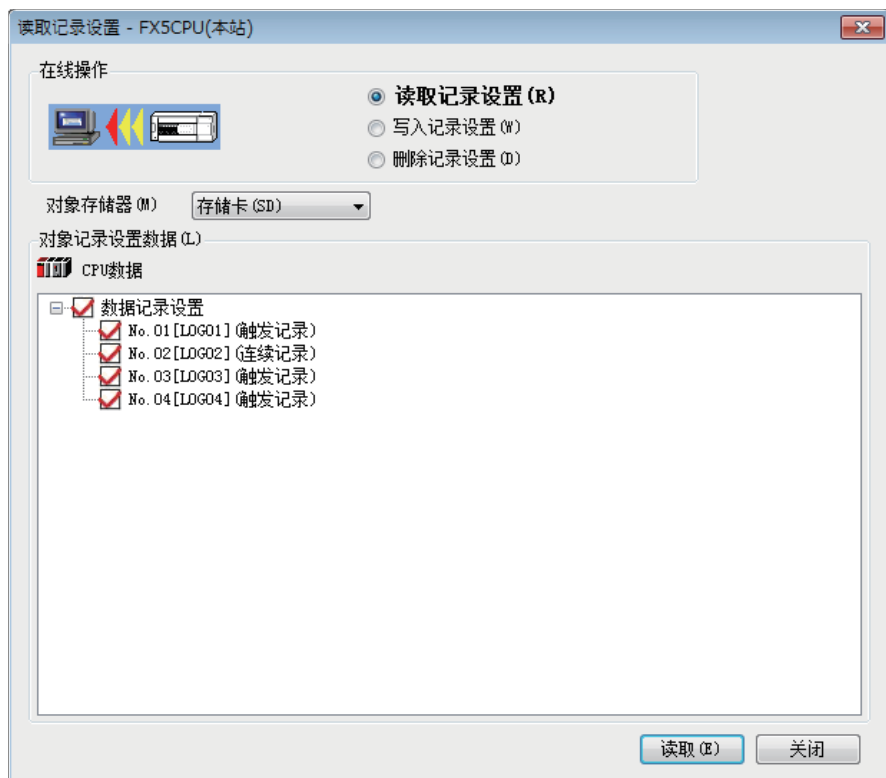 读取记录设置 - FX5CPU(本站)
在线操作
读取记录设置(R)
写入记录设置(W)
删除记录设置(D)
对象存储器(M) 存储卡(SD)
对象记录设置数据(L)
CPU数据
数据记录设置
No.01[LOG01](触发记录)
No.02[LOG02](连续记录)
No.03[LOG03](触发记录)
No.04[LOG04](触发记录)
读取(E) 关闭